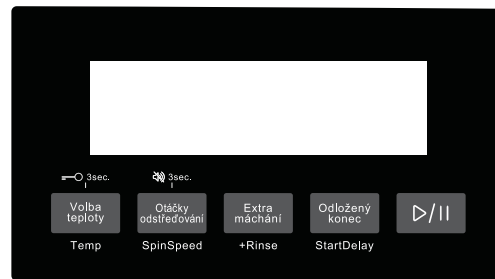 3sec.
3sec.
Volba
teploty
Otáčky
odstřeďování
Extra
máchání
Odložený
konec
Temp
SpinSpeed
+Rinse
StartDelay